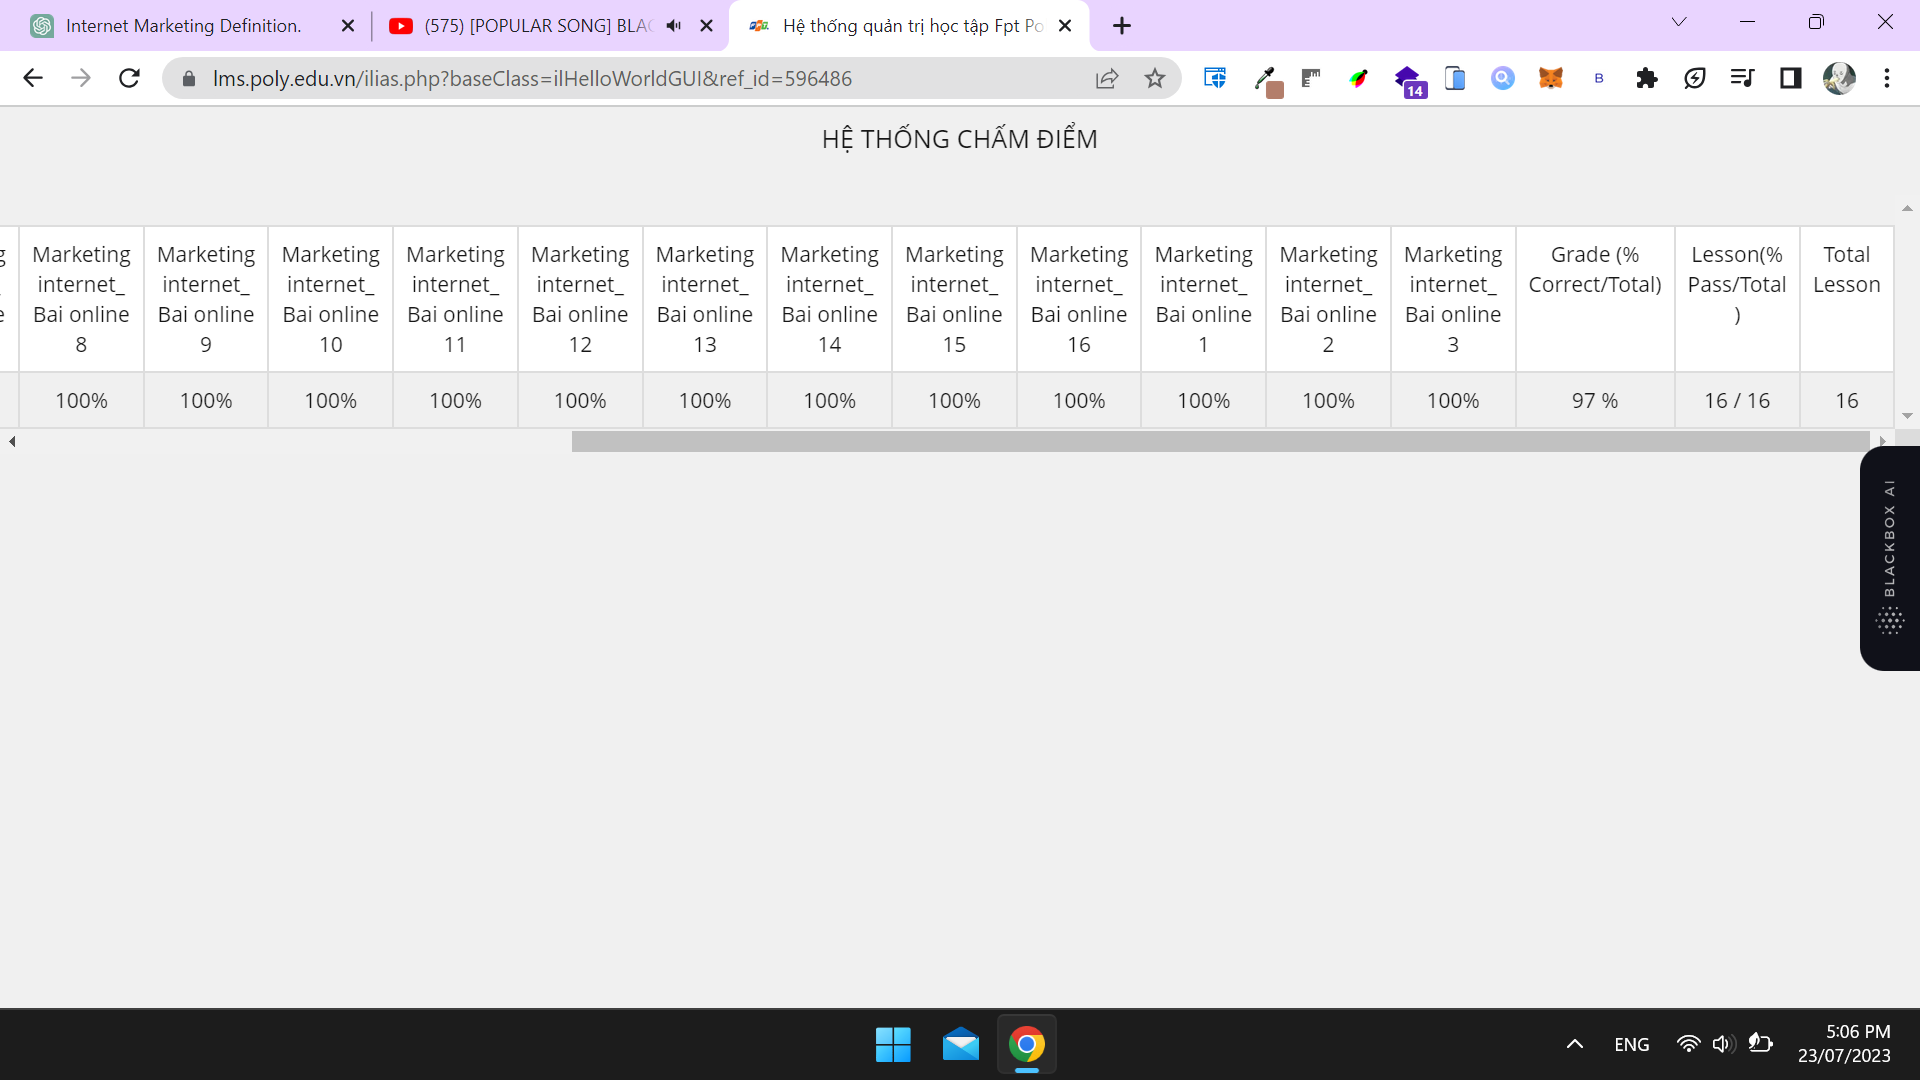 Internet Marketing Definition.
(575) [POPULAR SONG] BLAC
Hệ thống quản trị học tập Fpt Po
lms.poly.edu.vn/ilias.php?baseClass=ilHelloWorldGUI&ref_id=596486
14
B
HỆ THỐNG CHẤM ĐIỂM
Marketing internet_ Bai online 8
Marketing internet_ Bai online 9
Marketing internet_ Bai online 10
Marketing internet_ Bai online 11
Marketing internet_ Bai online 12
Marketing internet_ Bai online 13
Marketing internet_ Bai online 14
Marketing internet_ Bai online 15
Marketing internet_ Bai online 16
Marketing internet_ Bai online 1
Marketing internet_ Bai online 2
Marketing internet_ Bai online 3
Grade (% Correct/Total)
Lesson(% Pass/Total )
Total Lesson
100% 100% 100% 100% 100% 100% 100% 100% 100% 100% 100% 100% 97 % 16 / 16 16
BLACKBOX AI
ENG
5:06 PM
23/07/2023